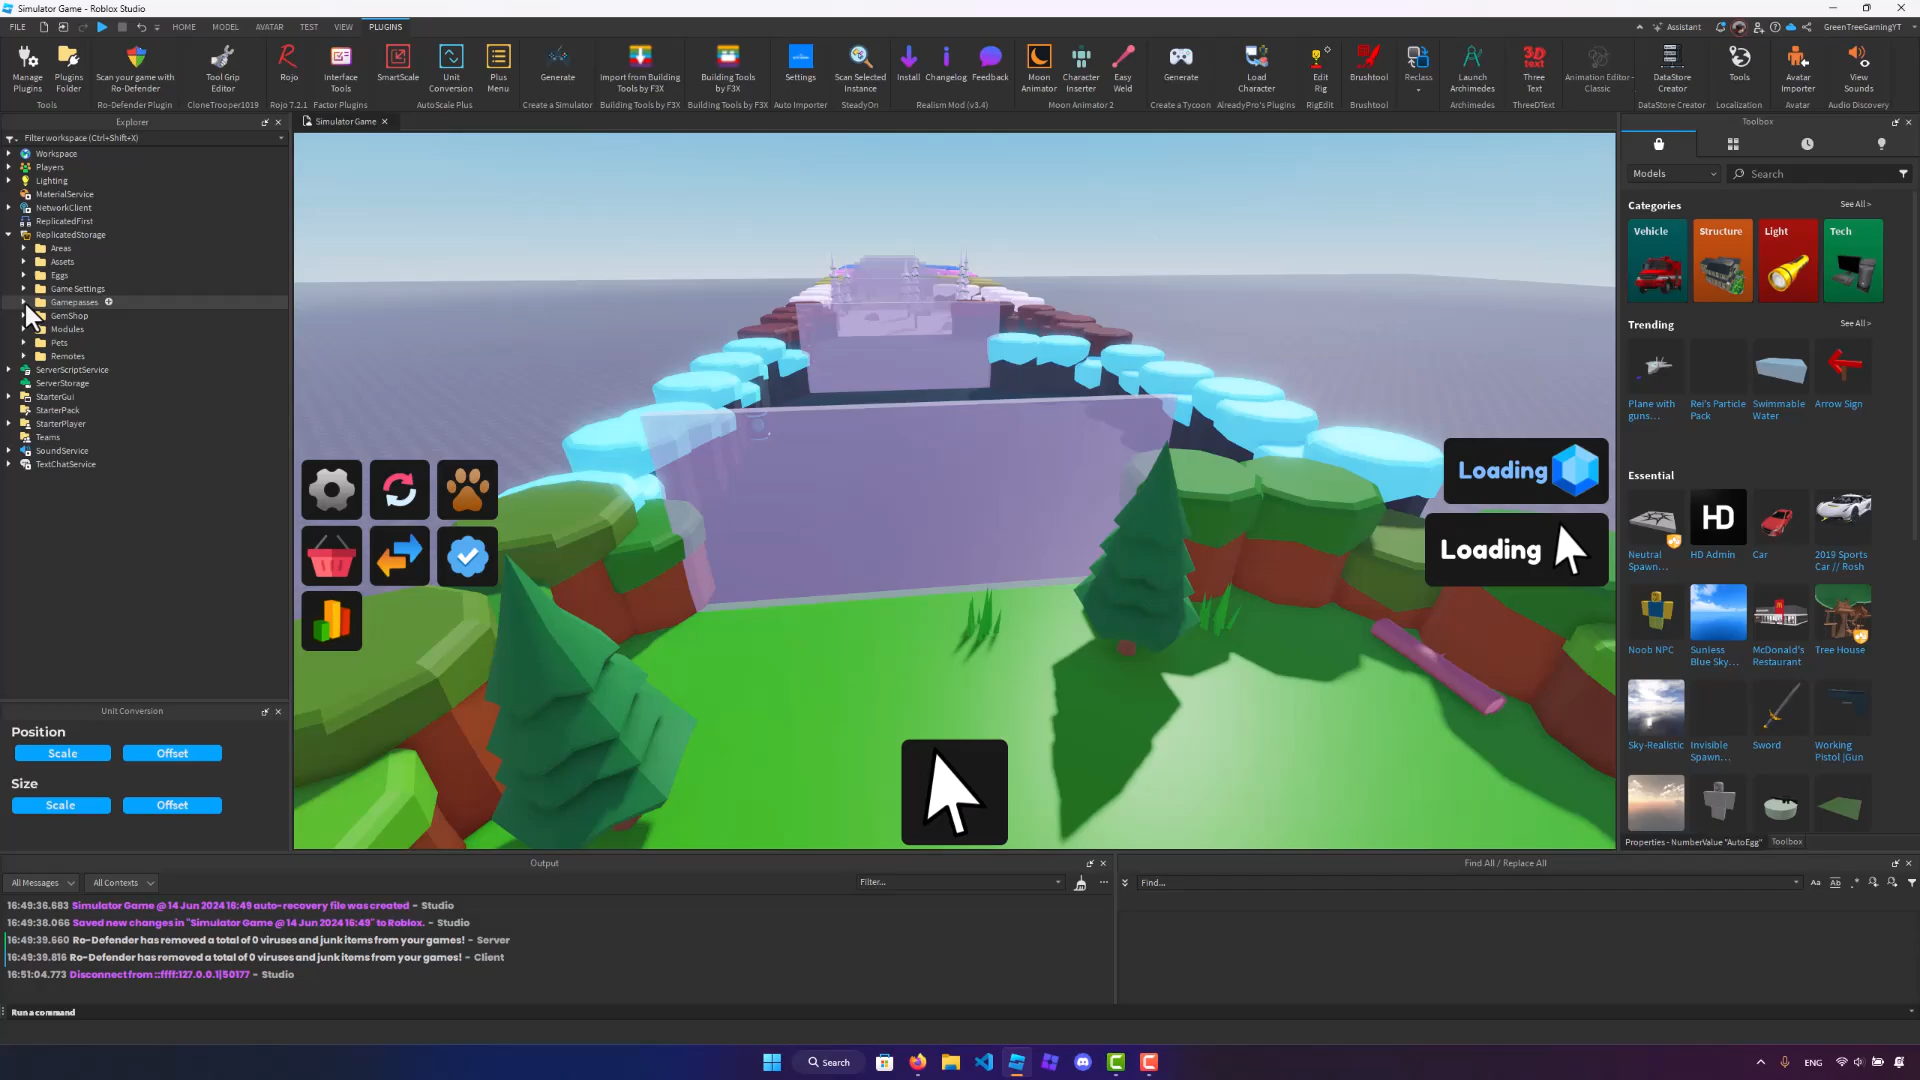 Simulator Game - Roblox Studio
FILE HOME MODEL AVATAR TEST VIEW PLUGINS Assistant GreenTreeGamingYT
Manage Plugins
Plugins Folder
Tools
Scan your game with Ro-Defender
Ro-Defender Plugin
Tool Grip Editor
CloneTrooper1019
Rojo
Rojo 7.2.1
Interface Tools
Factor Plugins
SmartScale
Unit Conversion
Plus Menu
AutoScale Plus
Generate
Create a Simulator
Import from Building Tools by F3X
Building Tools by F3X
Building Tools by F3X
Building Tools by F3X
Settings
Auto Importer
Scan Selected Instance
SteadyOn
Install
Changelog
Feedback
Realism Mod (v3.4)
Moon Animator
Character Inserter
Easy Weld
Moon Animator 2
Generate
Create a Tycoon
Load Character
AlreadyPro's Plugins
Edit Rig
RigEdit
Brushtool
Brushtool
Reclass
Launch Archimedes
Archimedes
3D TEXT
Three Text
ThreeDText
Animation Editor - Classic
DataStore Creator
DataStore Creator
Tools
Localization
Avatar Importer
Avatar
View Sounds
Audio Discovery
Explorer
Filter workspace (Ctrl+Shift+X)
Workspace
Players
Lighting
MaterialService
NetworkClient
ReplicatedFirst
ReplicatedStorage
Areas
Assets
Eggs
Game Settings
Gamepasses
GemShop
Modules
Pets
Remotes
ServerScriptService
ServerStorage
StarterGui
StarterPack
StarterPlayer
Teams
SoundService
TextChatService
Unit Conversion
Position
Scale Offset
Size
Scale Offset
Simulator Game
Loading
Loading
Toolbox
Models Search
Categories See All >
Vehicle Structure Light Tech
Trending See All >
Plane with guns...
Rei's Particle Pack
Swimmable Water
Arrow Sign
Essential
HD
Neutral Spawn...
HD Admin
Car
2019 Sports Car // Rosh
Noob NPC
Sunless Blue Sky...
McDonald's Restaurant
Tree House
Sky-Realistic
Invisible Spawn...
Sword
Working Pistol |Gun
Properties - NumberValue "AutoEgg" Toolbox
Output
All Messages All Contexts Filter...
16:49:36.683 Simulator Game @ 14 Jun 2024 16:49 auto-recovery file was created - Studio
16:49:38.066 Saved new changes in "Simulator Game @ 14 Jun 2024 16:49" to Roblox. - Studio
16:49:39.660 Ro-Defender has removed a total of 0 viruses and junk items from your games! - Server
16:49:39.816 Ro-Defender has removed a total of 0 viruses and junk items from your games! - Client
16:51:04.773 Disconnect from ::ffff:127.0.0.1|50177 - Studio
Run a command
Find All / Replace All
Find... Aa Ab .*
Search
ENG